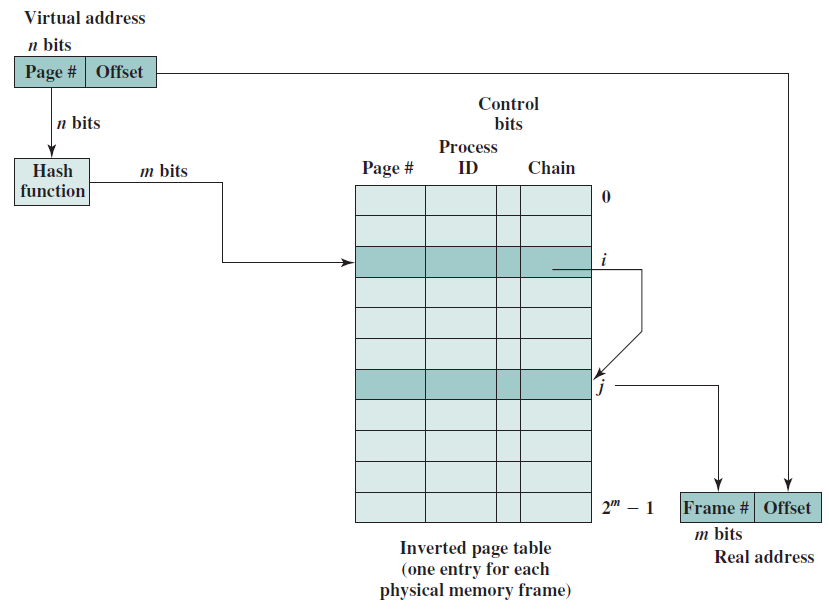 Virtual address
n bits
Page # Offset
n bits
Hash
function
m bits
Control
bits
Process
Page # ID Chain
0
i
j
2^m – 1
Frame # Offset
m bits
Real address
Inverted page table
(one entry for each
physical memory frame)